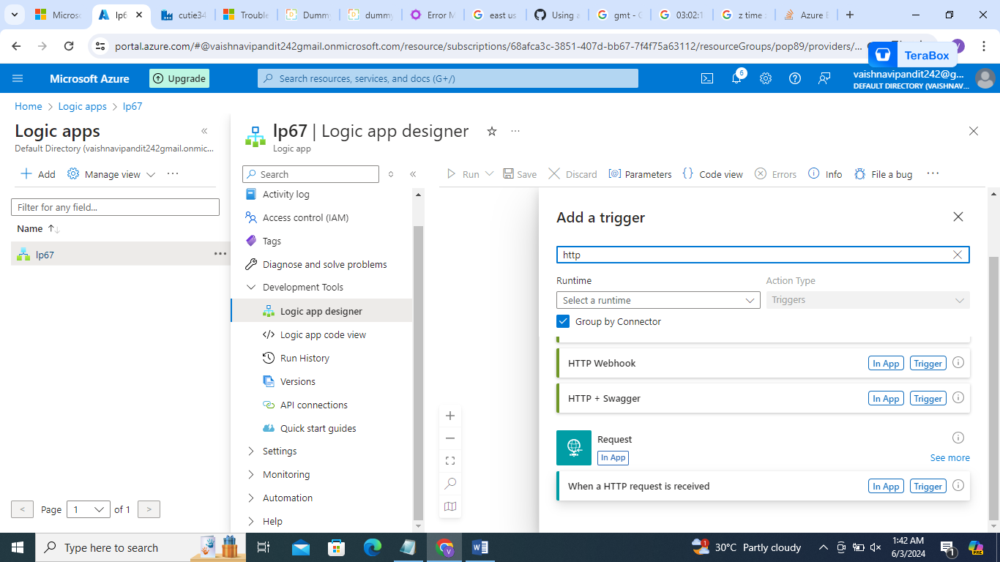 Microso
lp6
cutie34
Trouble
Dummy
dummy
Error M
east us
Using a
gmt - G
03:02:1
z time
Azure E
portal.azure.com/#@vaishnavipandit242gmail.onmicrosoft.com/resource/subscriptions/68afca3c-3851-407d-bb67-7f4f75a63112/resourceGroups/pop89/providers/...
TeraBox
Microsoft Azure
Upgrade
Search resources, services, and docs (G+/)
6
vaishnavipandit242@g...
DEFAULT DIRECTORY (VAISHNAV...
Home > Logic apps > lp67
Logic apps
Default Directory (vaishnavipandit242gmail.onmic...
Add
Manage view
Filter for any field...
Name
lp67
Page 1 of 1
lp67 | Logic app designer
Logic app
Search
Activity log
Access control (IAM)
Tags
Diagnose and solve problems
Development Tools
Logic app designer
Logic app code view
Run History
Versions
API connections
Quick start guides
Settings
Monitoring
Automation
Help
Run
Save
Discard
Parameters
Code view
Errors
Info
File a bug
Add a trigger
http
Runtime
Action Type
Select a runtime
Triggers
Group by Connector
HTTP Webhook
In App
Trigger
HTTP + Swagger
In App
Trigger
Request
In App
See more
When a HTTP request is received
In App
Trigger
Type here to search
30°C Partly cloudy
1:42 AM
6/3/2024
1
PRE